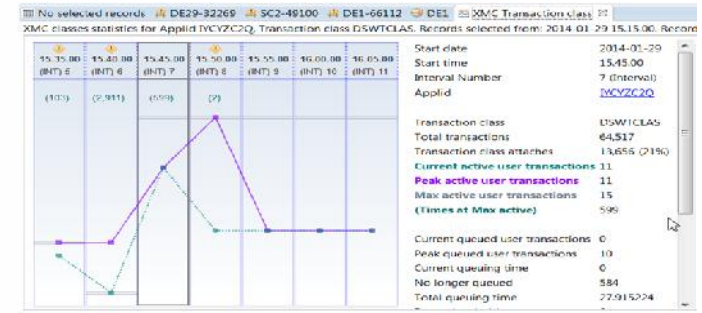 No selected records DE29-32269 SC2-49100 DE1-66112 DE1 XMC Transaction class
XMC classes statistics for Applid IYCYZC2Q, Transaction class DSWTCLAS. Records selected from: 2014-01-29 15.15.00. Record
15.35.00 15.40.00 15.45.00 15.50.00 15.55.00 16.00.00 16.05.00
(INT) 5 (INT) 6 (INT) 7 (INT) 8 (INT) 9 (INT) 10 (INT) 11
(103) (2,911) (599) (2)
Start date 2014-01-29
Start time 15.45.00
Interval Number 7 (Interval)
Applid IYCYZC2Q
Transaction class DSWTCLAS
Total transactions 64,517
Transaction class attaches 13,656 (21%)
Current active user transactions 11
Peak active user transactions 11
Max active user transactions 15
(Times at Max active) 599
Current queued user transactions 0
Peak queued user transactions 10
Current queuing time 0
No longer queued 584
Total queuing time 27.915224